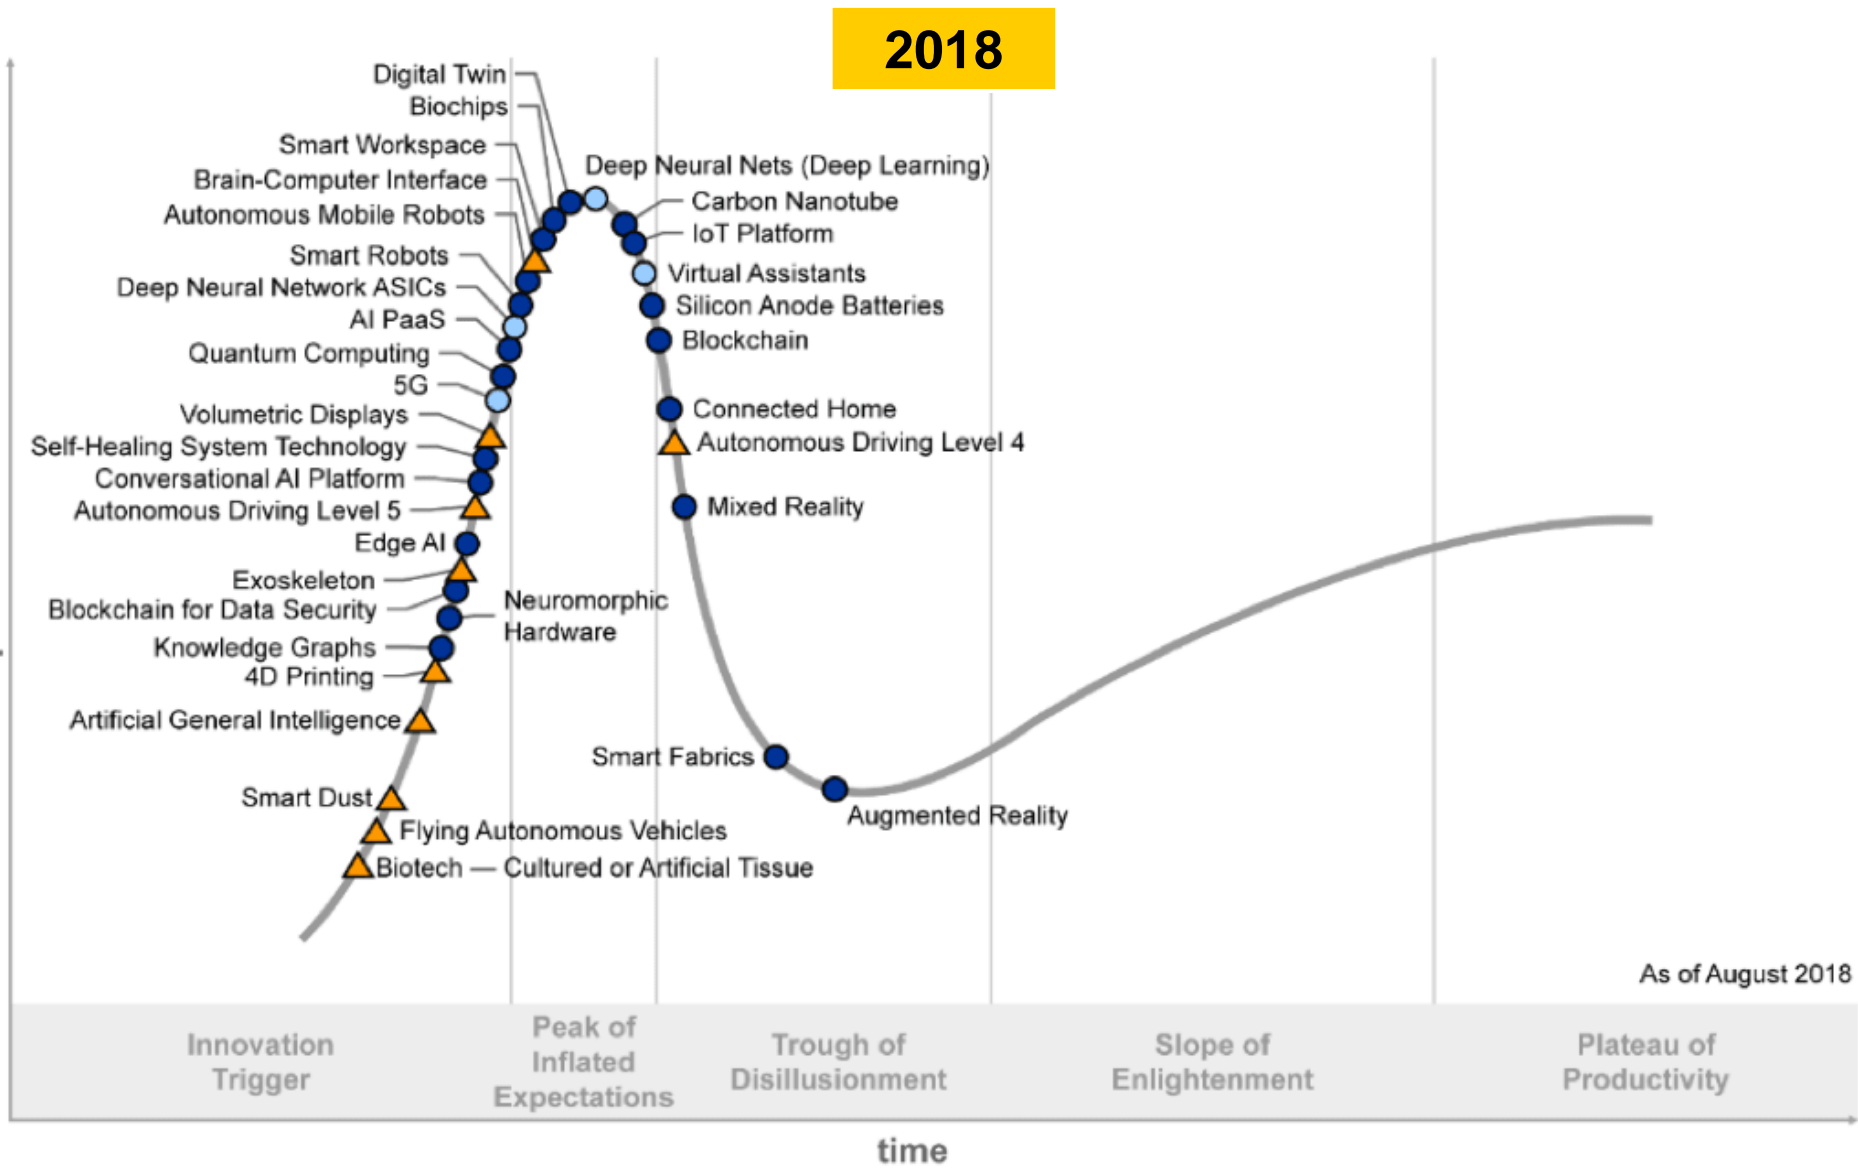 2018
Digital Twin
Biochips
Smart Workspace
Brain-Computer Interface
Autonomous Mobile Robots
Smart Robots
Deep Neural Network ASICs
AI PaaS
Quantum Computing
5G
Volumetric Displays
Self-Healing System Technology
Conversational AI Platform
Autonomous Driving Level 5
Edge AI
Exoskeleton
Blockchain for Data Security
Neuromorphic
Hardware
Knowledge Graphs
4D Printing
Artificial General Intelligence
Smart Dust
Flying Autonomous Vehicles
Biotech — Cultured or Artificial Tissue
Deep Neural Nets (Deep Learning)
Carbon Nanotube
IoT Platform
Virtual Assistants
Silicon Anode Batteries
Blockchain
Connected Home
Autonomous Driving Level 4
Mixed Reality
Smart Fabrics
Augmented Reality
As of August 2018
Innovation
Trigger
Peak of
Inflated
Expectations
Trough of
Disillusionment
Slope of
Enlightenment
Plateau of
Productivity
time